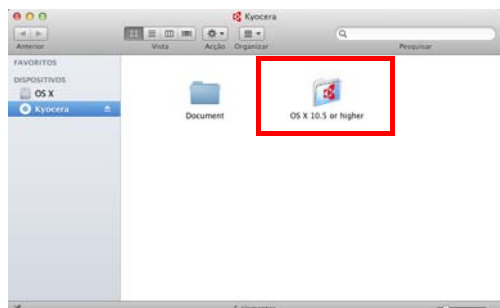 Kyocera
Anterior
Vista
Acção
Organizar
Pesquisar
FAVORITOS
DISPOSITIVOS
OS X
Kyocera
Document
OS X 10.5 or higher